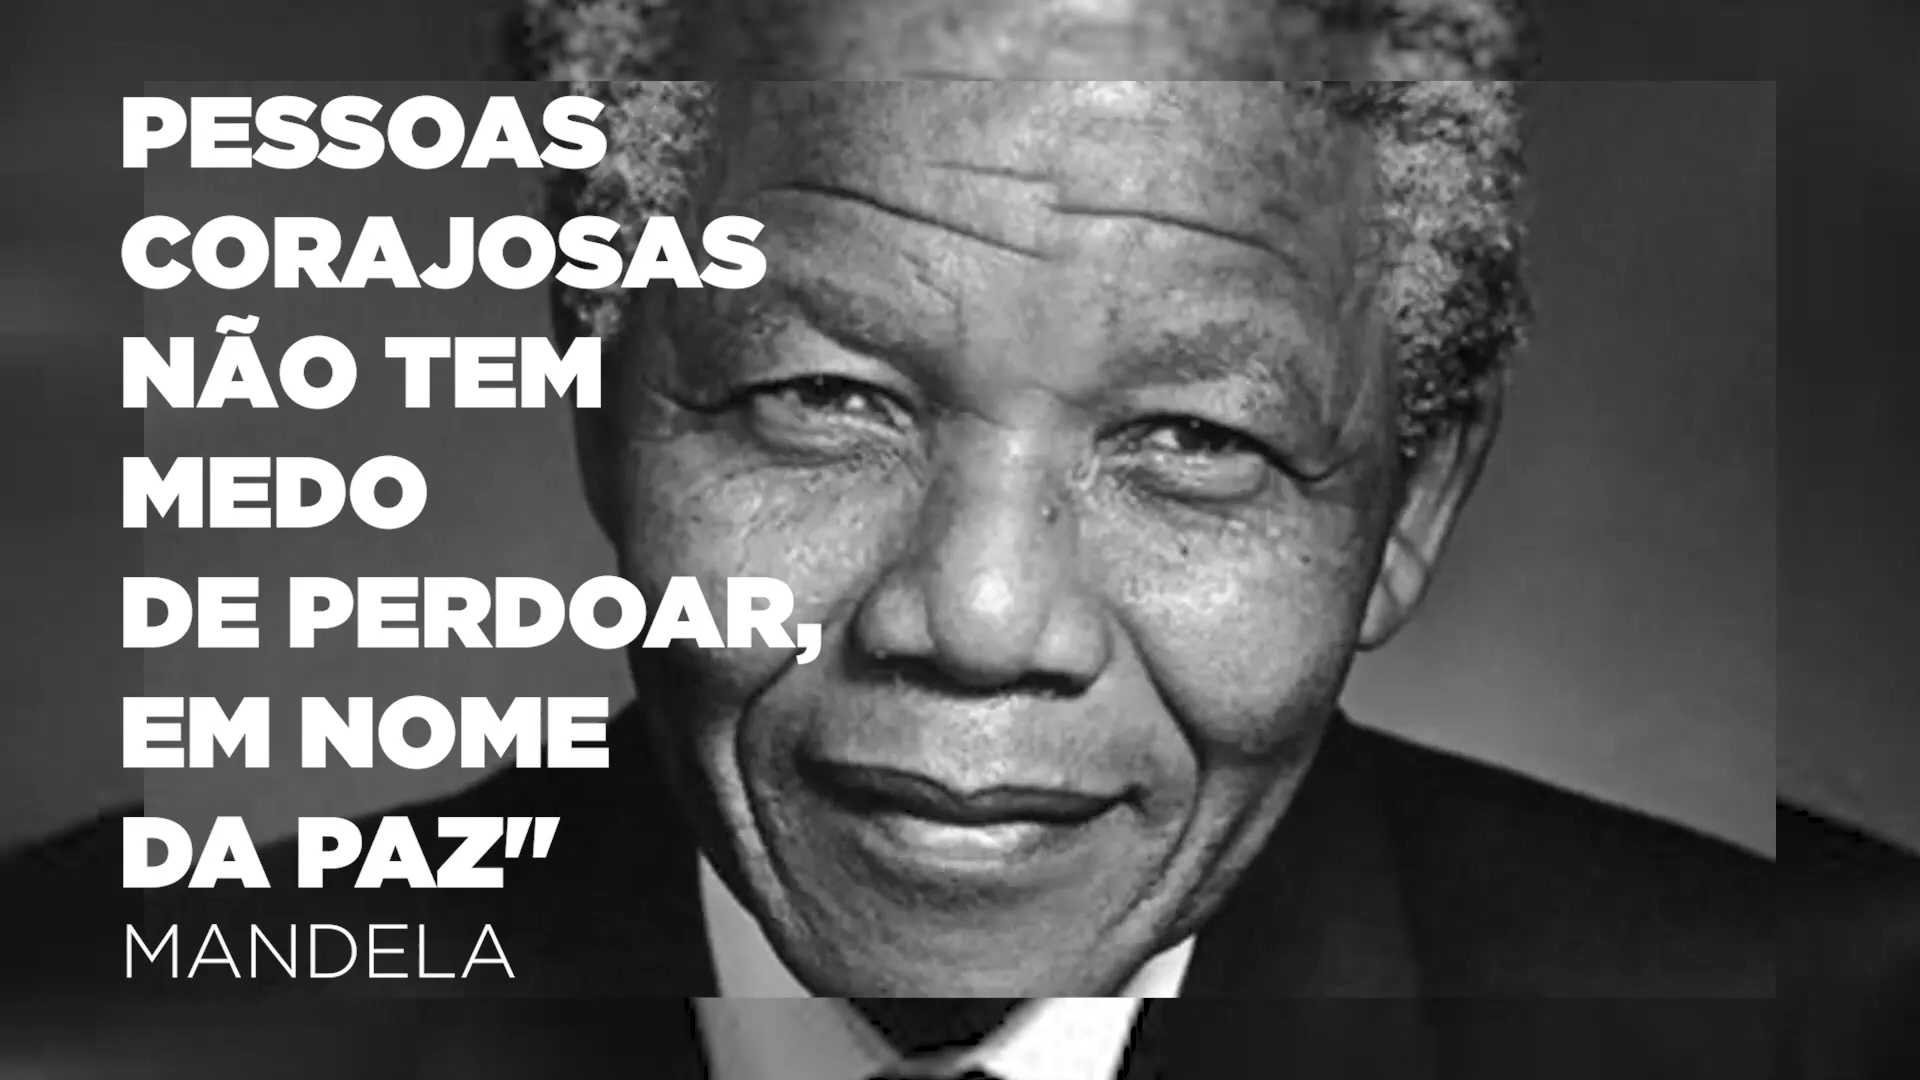 PESSOAS
CORAJOSAS
NÃO TEM
MEDO
DE PERDOAR,
EM NOME
DA PAZ"
MANDELA